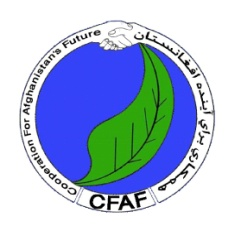 Cooperation For Afghanistan's Future
همکاری برای آینده افغانستان
CFAF